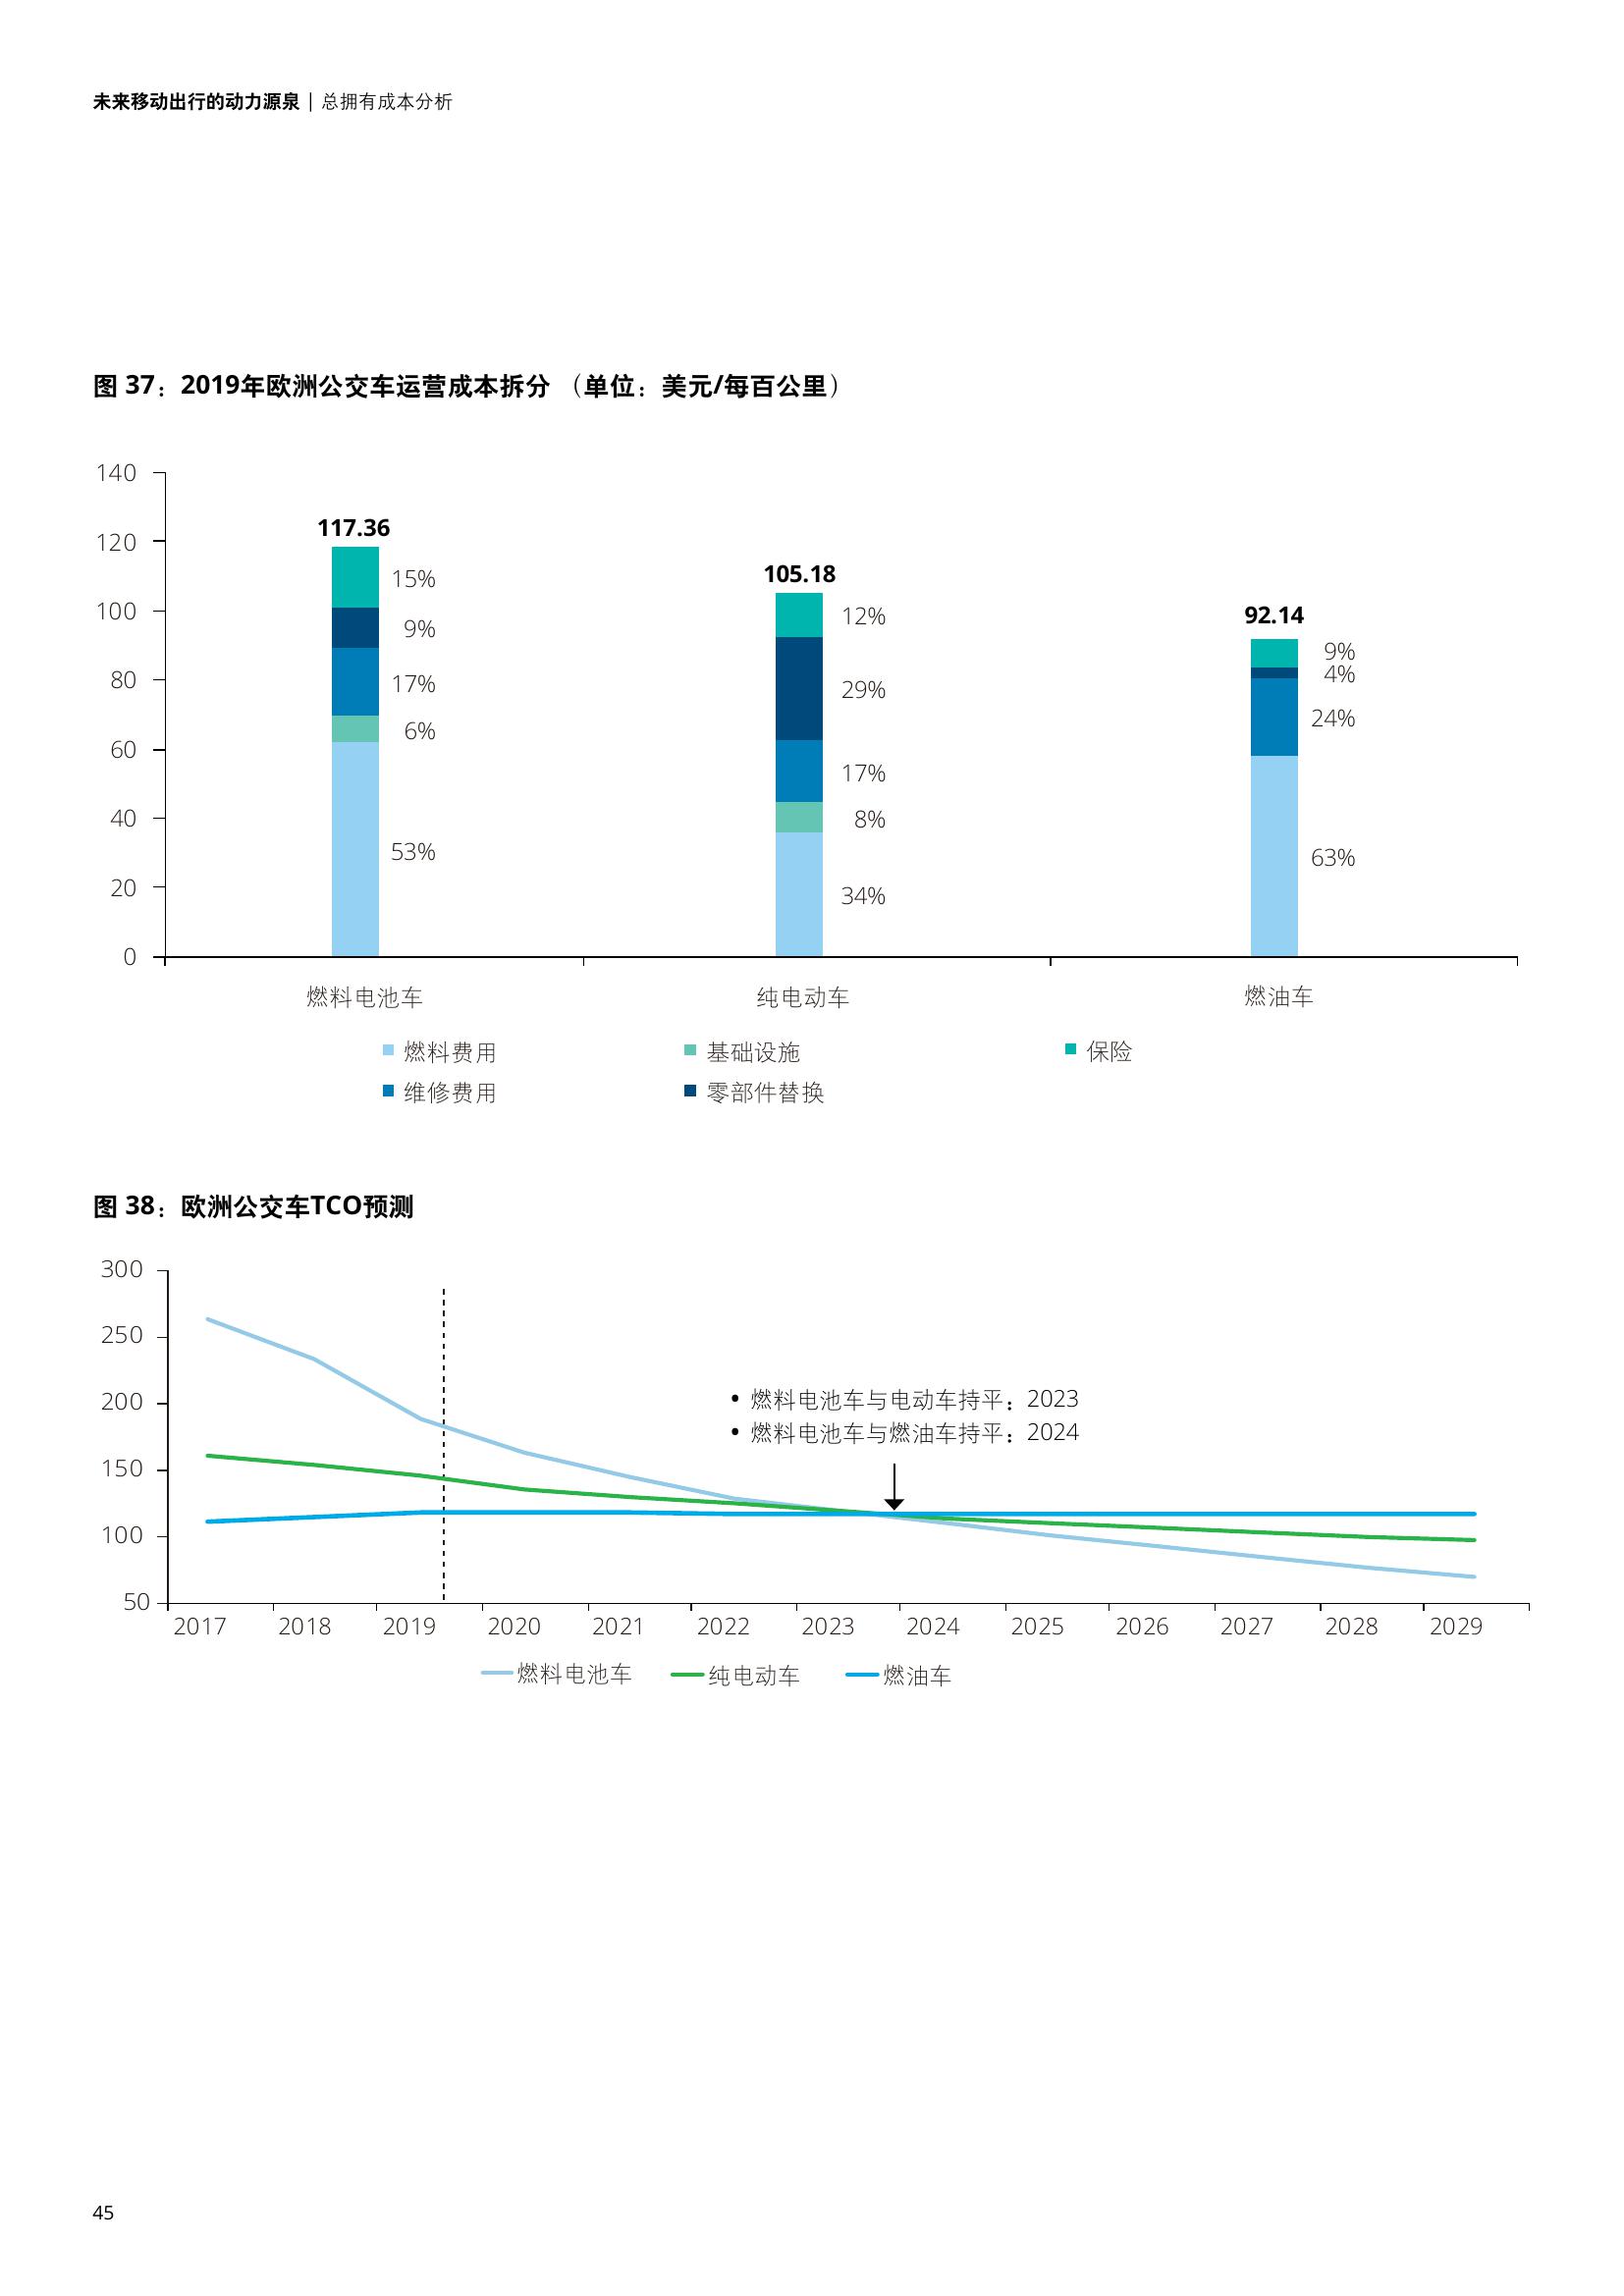 未来移动出行的动力源泉 | 总拥有成本分析
图 37：2019年欧洲公交车运营成本拆分 （单位：美元/每百公里）
140
120
100
80
60
40
20
0
117.36
15%
9%
17%
6%
53%
105.18
12%
29%
17%
8%
34%
92.14
9%
4%
24%
63%
燃料电池车
纯电动车
燃油车
燃料费用
基础设施
保险
维修费用
零部件替换
图 38：欧洲公交车TCO预测
300
250
200
150
100
50
• 燃料电池车与电动车持平：2023
• 燃料电池车与燃油车持平：2024
2017 2018 2019 2020 2021 2022 2023 2024 2025 2026 2027 2028 2029
燃料电池车
纯电动车
燃油车
45